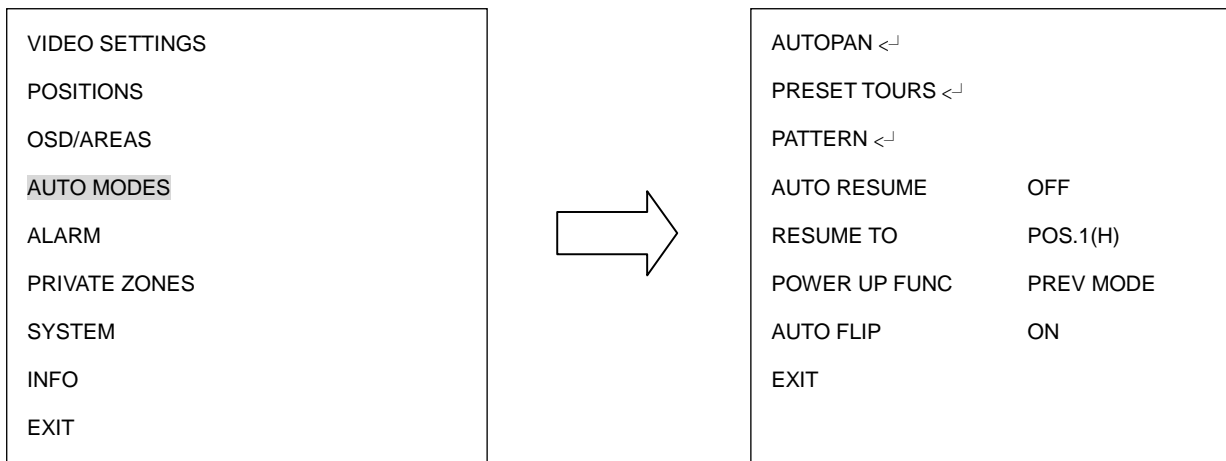 VIDEO SETTINGS
POSITIONS
OSD/AREAS
AUTO MODES
ALARM
PRIVATE ZONES
SYSTEM
INFO
EXIT
AUTOPAN <┘
PRESET TOURS <┘
PATTERN <┘
AUTO RESUME OFF
RESUME TO POS.1(H)
POWER UP FUNC PREV MODE
AUTO FLIP ON
EXIT